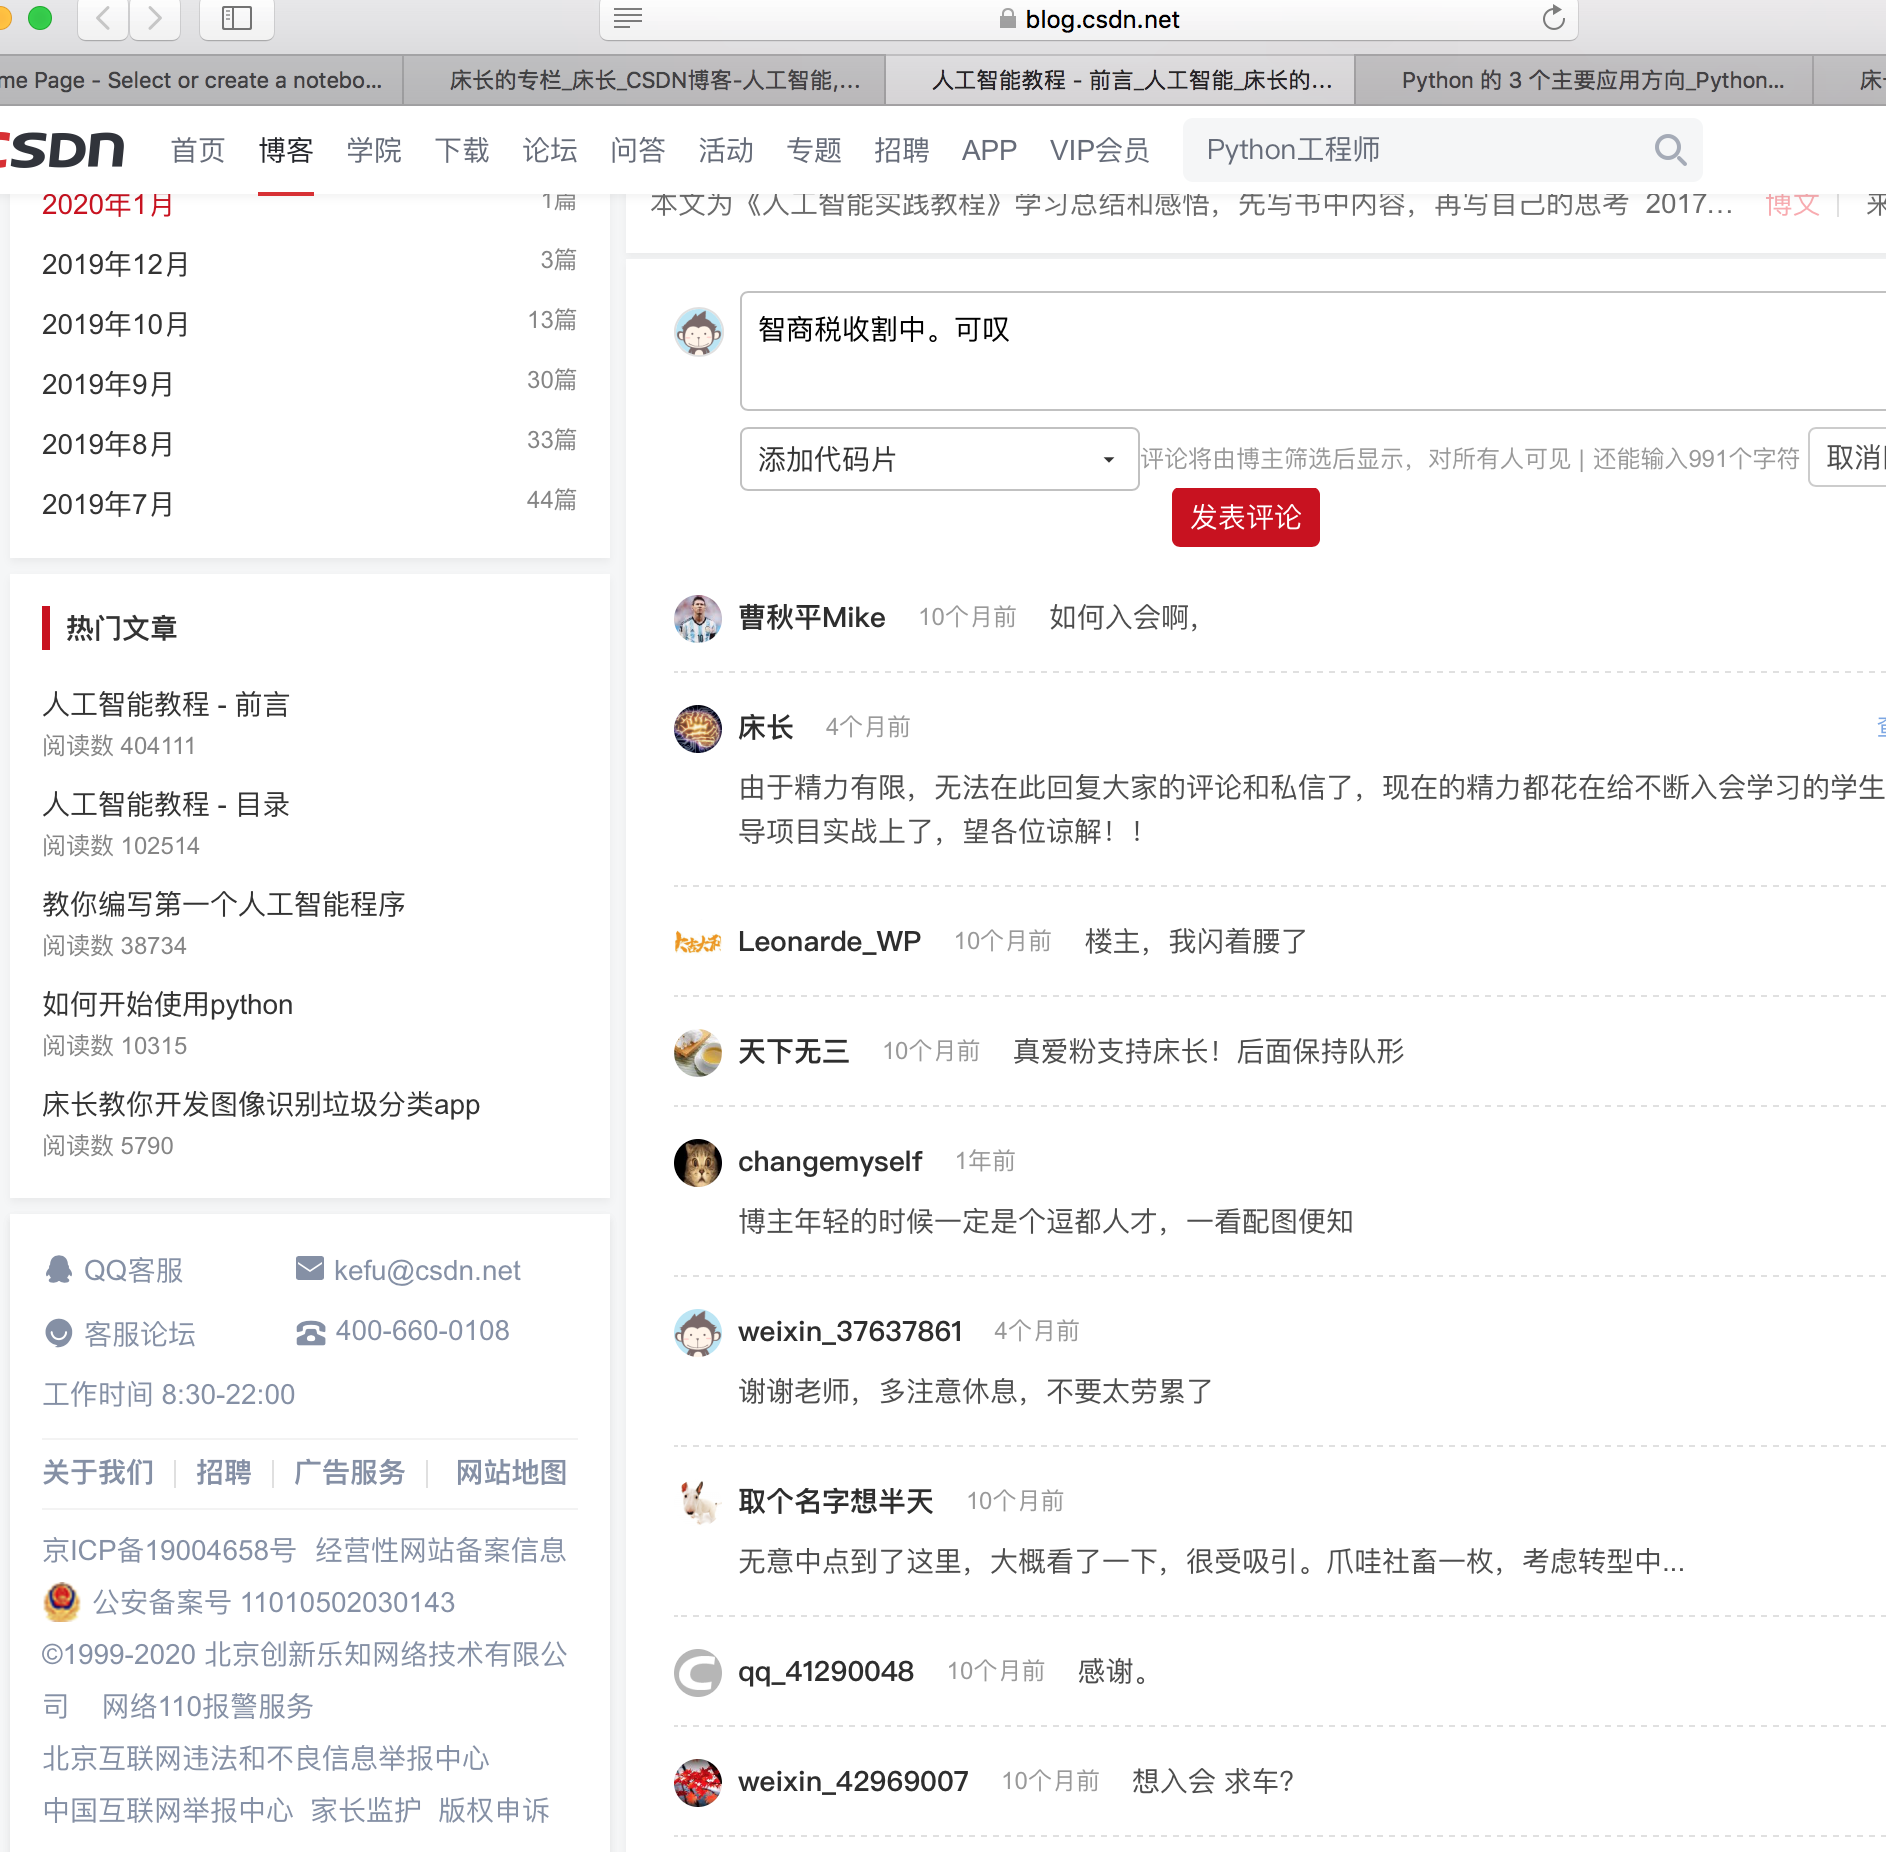 blog.csdn.net
me Page - Select or create a notebo...
床长的专栏_床长_CSDN博客-人工智能,...
人工智能教程 - 前言_人工智能_床长的...
Python 的 3 个主要应用方向_Python...
床
CSDN
首页
博客
学院
下载
论坛
问答
活动
专题
招聘
APP
VIP会员
Python工程师
2020年1月
1篇
2019年12月
3篇
2019年10月
13篇
2019年9月
30篇
2019年8月
33篇
2019年7月
44篇
热门文章
人工智能教程 - 前言
阅读数 404111
人工智能教程 - 目录
阅读数 102514
教你编写第一个人工智能程序
阅读数 38734
如何开始使用python
阅读数 10315
床长教你开发图像识别垃圾分类app
阅读数 5790
QQ客服
kefu@csdn.net
客服论坛
400-660-0108
工作时间 8:30-22:00
关于我们
招聘
广告服务
网站地图
京ICP备19004658号 经营性网站备案信息
公安备案号 11010502030143
©1999-2020 北京创新乐知网络技术有限公
司 网络110报警服务
北京互联网违法和不良信息举报中心
中国互联网举报中心 家长监护 版权申诉
本文为《人工智能实践教程》学习总结和感悟，先写书中内容，再写自己的思考 2017... 博文 来
智商税收割中。可叹
添加代码片
评论将由博主筛选后显示，对所有人可见 | 还能输入991个字符
取消
发表评论
曹秋平Mike 10个月前 如何入会啊，
床长 4个月前
由于精力有限，无法在此回复大家的评论和私信了，现在的精力都花在给不断入会学习的学生
导项目实战上了，望各位谅解！！
Leonarde_WP 10个月前 楼主，我闪着腰了
天下无三 10个月前 真爱粉支持床长！后面保持队形
changemyself 1年前
博主年轻的时候一定是个逗都人才，一看配图便知
weixin_37637861 4个月前
谢谢老师，多注意休息，不要太劳累了
取个名字想半天 10个月前
无意中点到了这里，大概看了一下，很受吸引。爪哇社畜一枚，考虑转型中...
qq_41290048 10个月前 感谢。
weixin_42969007 10个月前 想入会 求车?